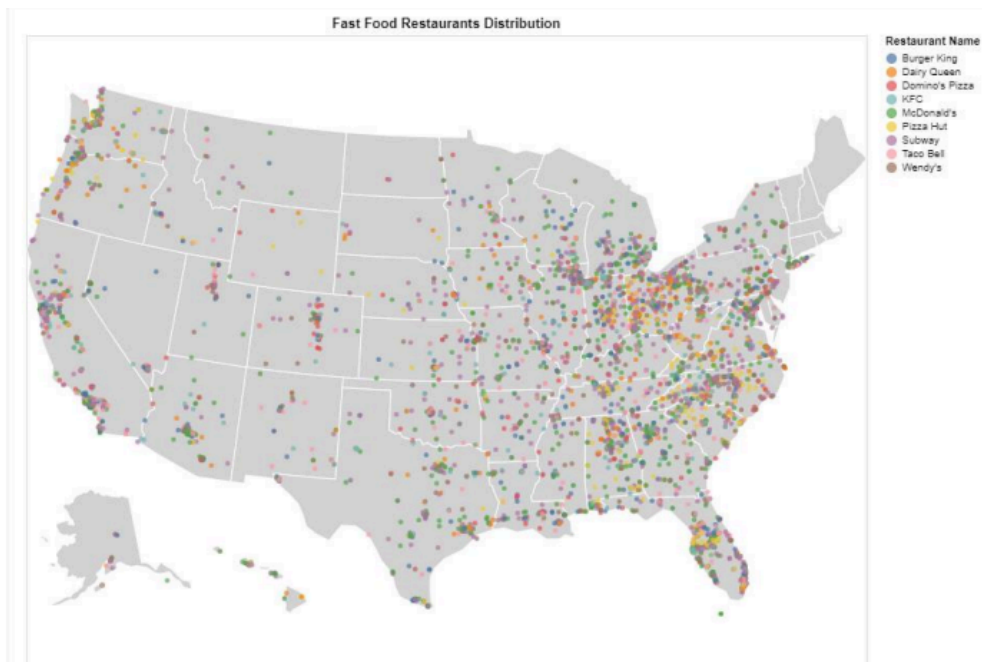 Fast Food Restaurants Distribution
Restaurant Name
Burger King
Dairy Queen
Domino's Pizza
KFC
McDonald's
Pizza Hut
Subway
Taco Bell
Wendy's